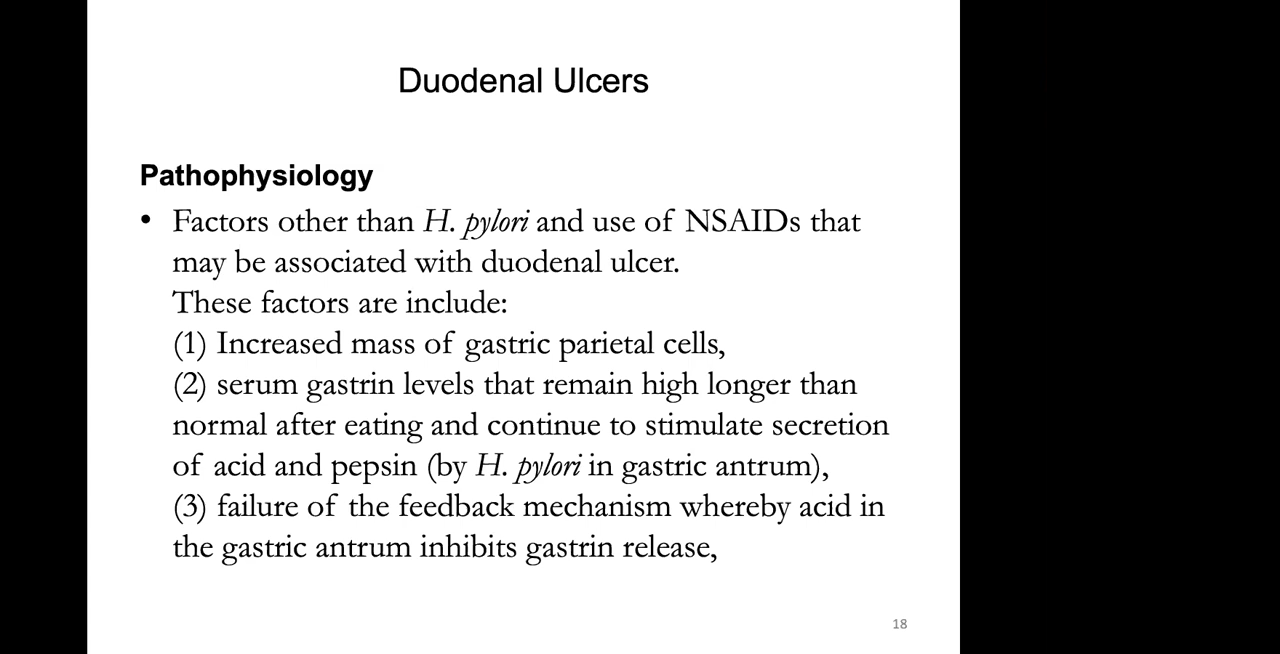 Duodenal Ulcers
Pathophysiology
• Factors other than H. pylori and use of NSAIDs that
may be associated with duodenal ulcer.
These factors are include:
(1) Increased mass of gastric parietal cells,
(2) serum gastrin levels that remain high longer than
normal after eating and continue to stimulate secretion
of acid and pepsin (by H. pylori in gastric antrum),
(3) failure of the feedback mechanism whereby acid in
the gastric antrum inhibits gastrin release,
18